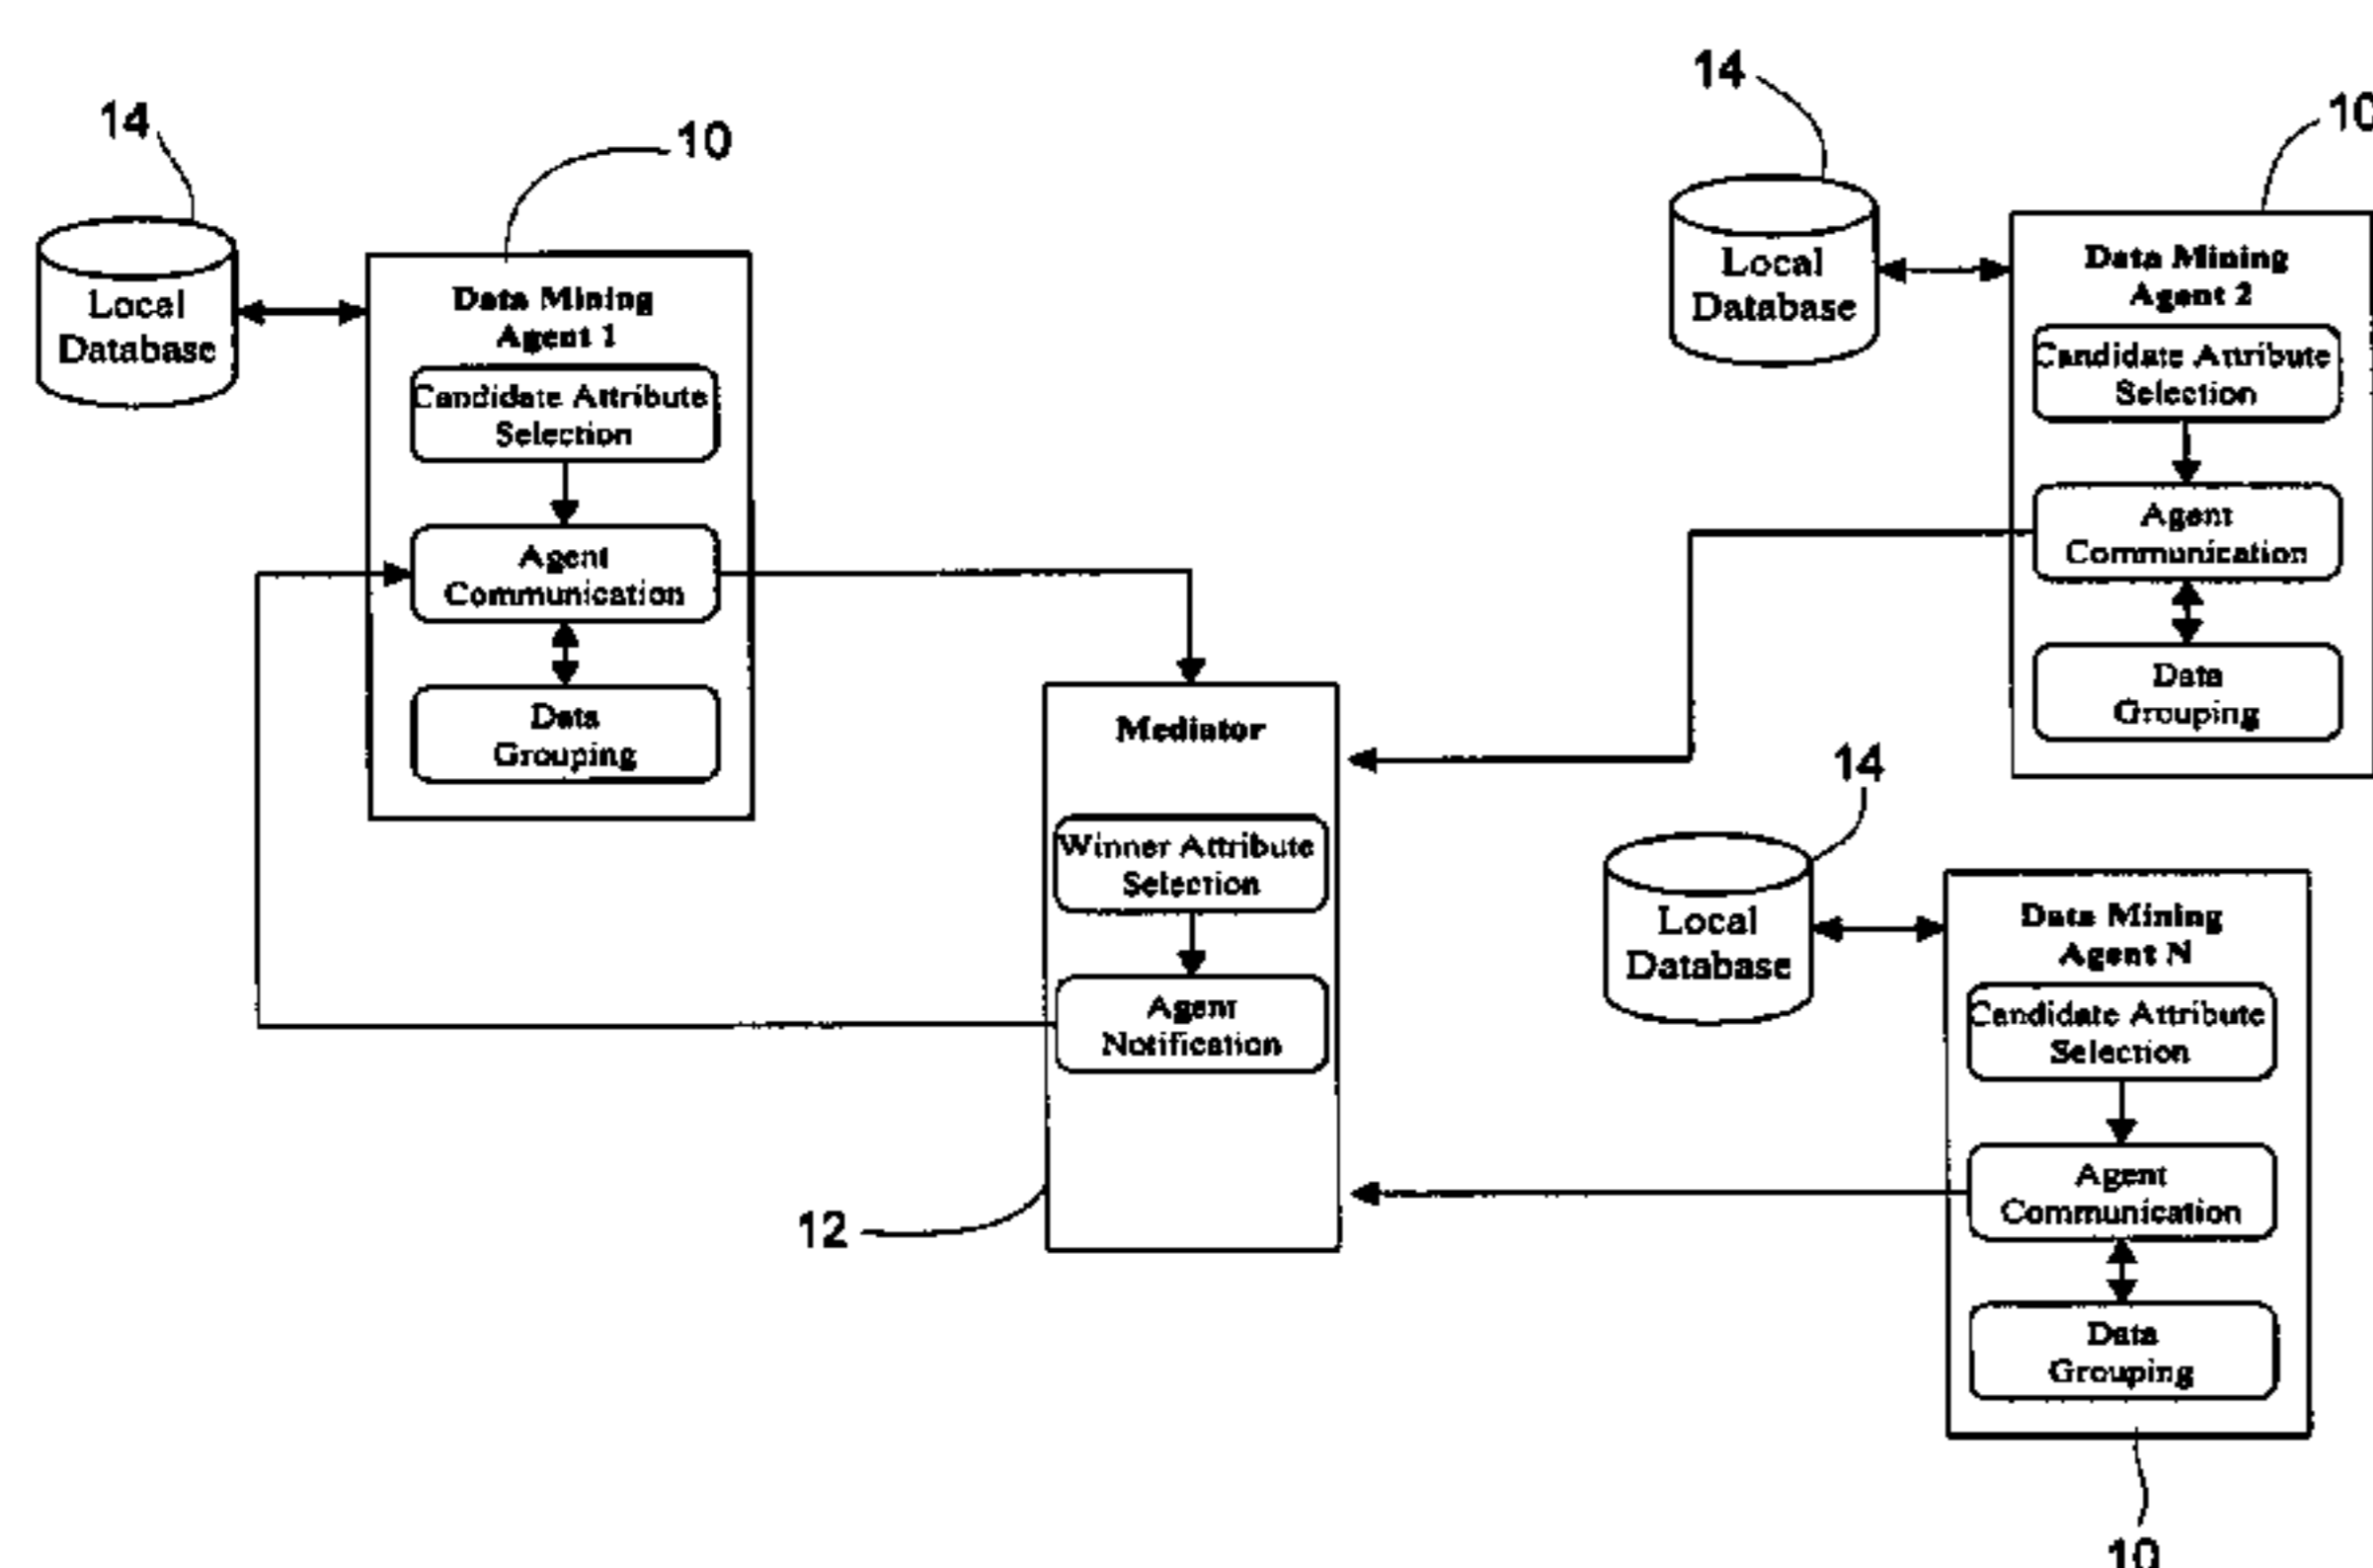 14
10
Local
Database
Data Mining
Agent 1
Candidate Attribute
Selection
Agent
Communication
Data
Grouping
14
10
Local
Database
Data Mining
Agent 2
Candidate Attribute
Selection
Agent
Communication
Data
Grouping
Mediator
Winner Attribute
Selection
Agent
Notification
12
14
Local
Database
Data Mining
Agent N
Candidate Attribute
Selection
Agent
Communication
Data
Grouping
10